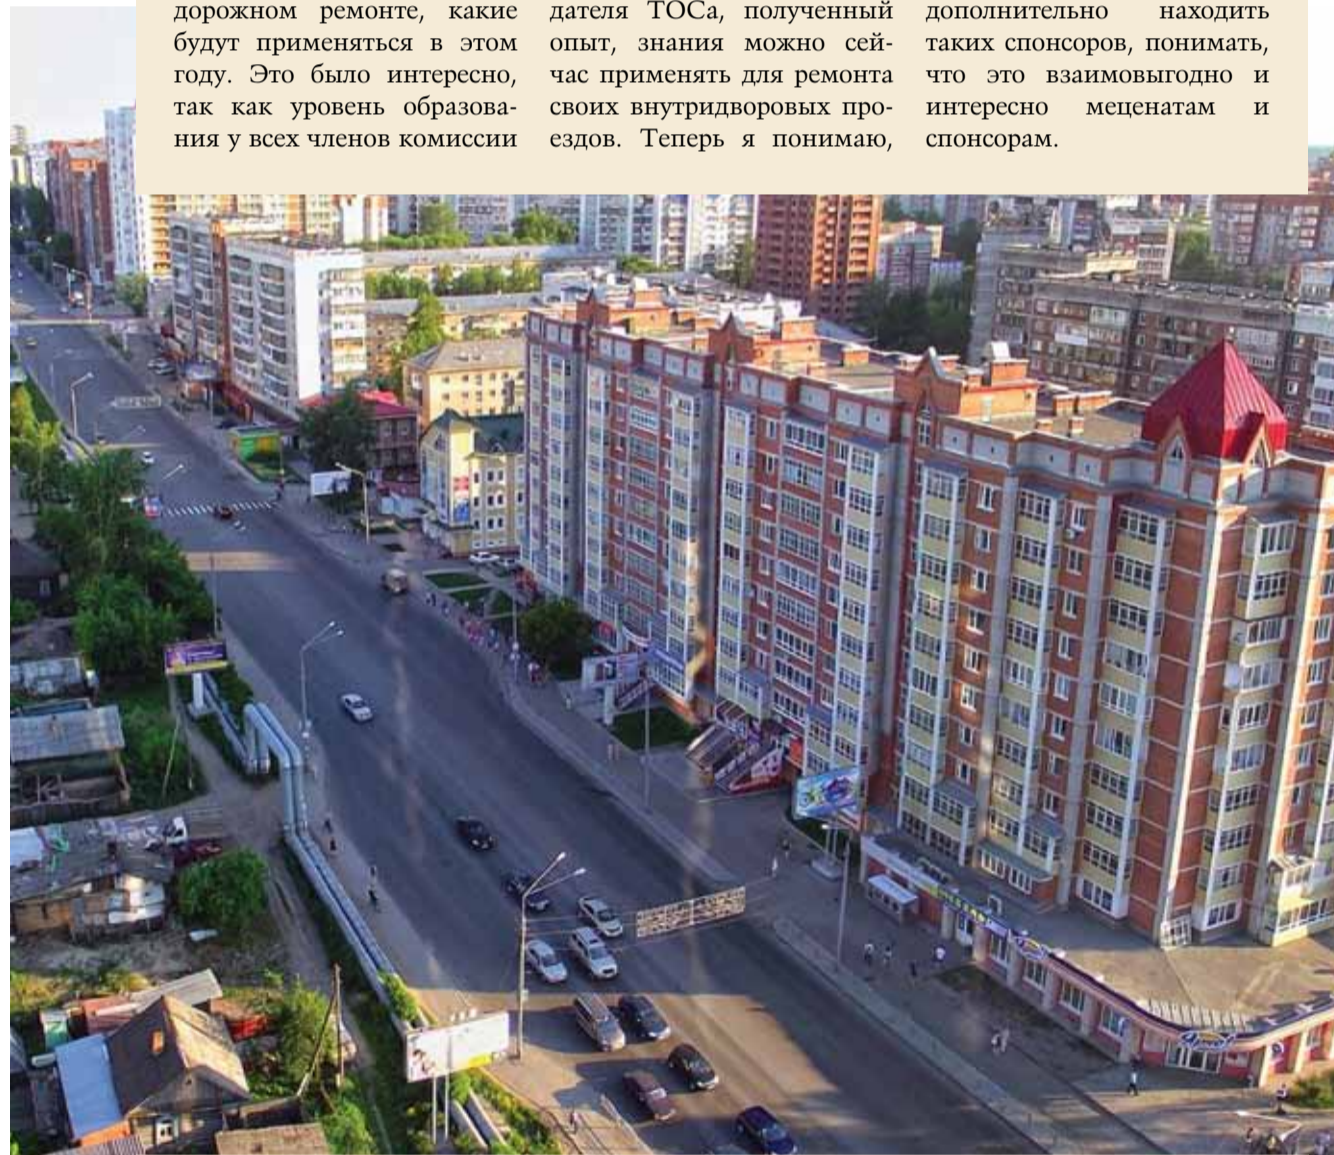 дорожном ремонте, какие
будут применяться в этом
году. Это было интересно,
так как уровень образова-
ния у всех членов комиссии
дателя ТОСа, полученный
опыт, знания можно сей-
час применять для ремонта
своих внутридворовых про-
ездов. Теперь я понимаю,
дополнительно находить
таких спонсоров, понимать,
что это взаимовыгодно и
интересно меценатам и
спонсорам.